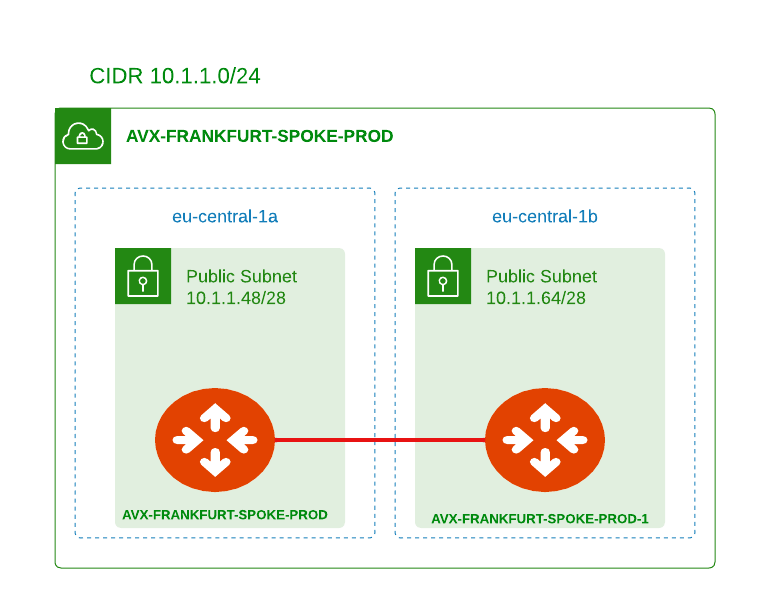 CIDR 10.1.1.0/24
AVX-FRANKFURT-SPOKE-PROD
eu-central-1a
Public Subnet
10.1.1.48/28
AVX-FRANKFURT-SPOKE-PROD
eu-central-1b
Public Subnet
10.1.1.64/28
AVX-FRANKFURT-SPOKE-PROD-1